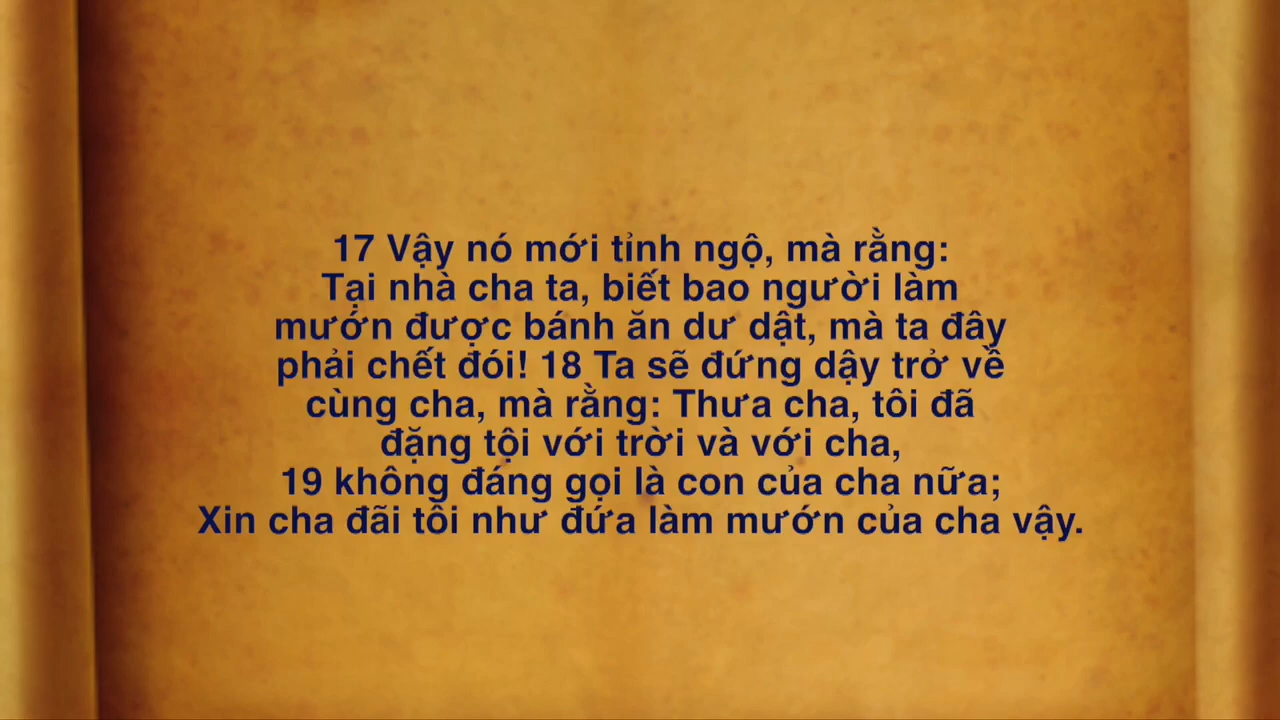 17 Vậy nó mới tỉnh ngộ, mà rằng:
Tại nhà cha ta, biết bao người làm
mướn được bánh ăn dư dật, mà ta đây
phải chết đói! 18 Ta sẽ đứng dậy trở về
cùng cha, mà rằng: Thưa cha, tôi đã
đặng tội với trời và với cha,
19 không đáng gọi là con của cha nữa;
Xin cha đãi tôi như đứa làm mướn của cha vậy.